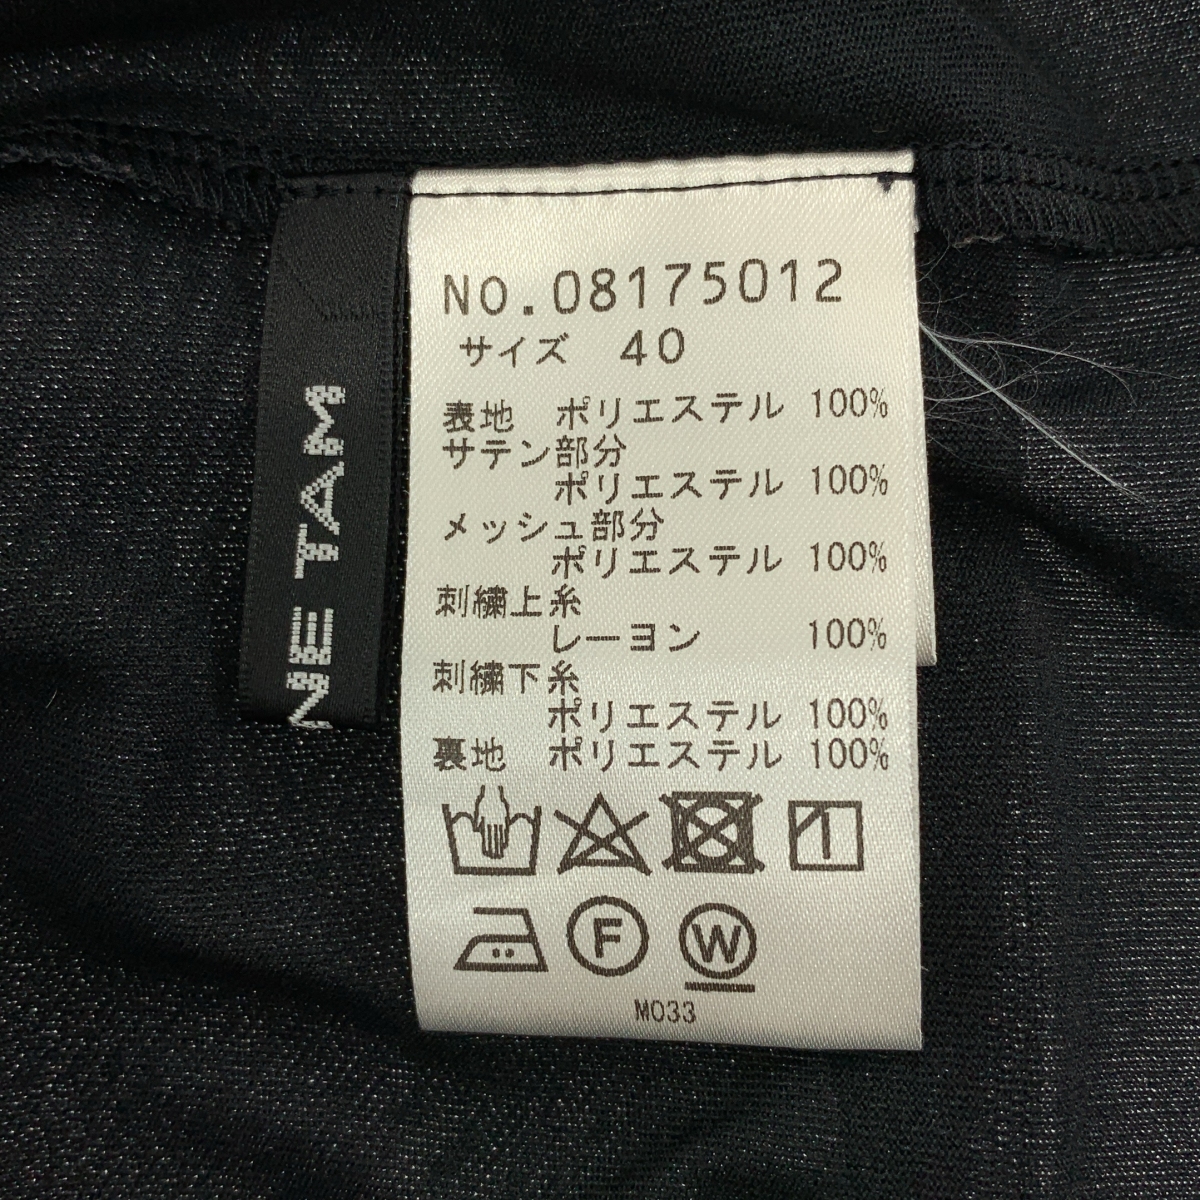 NE TAM
NO.08175012
サイズ 40
表地 ポリエステル 100%
サテン部分
ポリエステル 100%
メッシュ部分
ポリエステル 100%
刺繍上糸
レーヨン 100%
刺繍下糸
ポリエステル 100%
裏地 ポリエステル 100%
F
W
M033